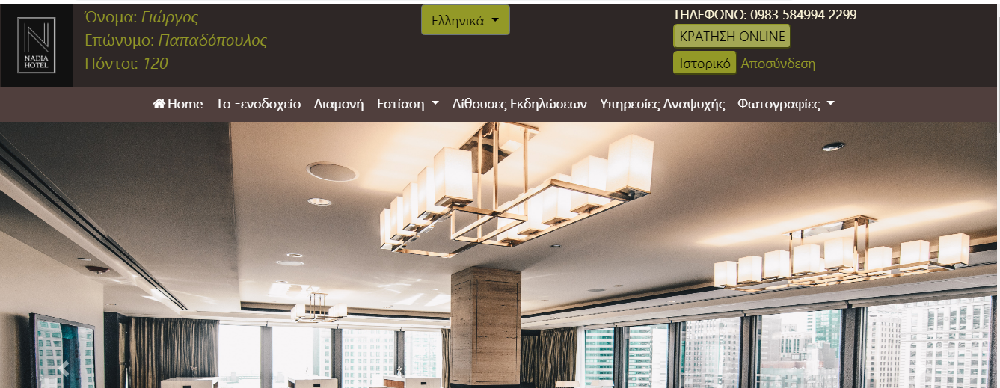 NADIA
HOTEL
Όνομα: Γιώργος
Επώνυμο: Παπαδόπουλος
Πόντοι: 120
Ελληνικά
ΤΗΛΕΦΩΝΟ: 0983 584994 2299
ΚΡΑΤΗΣΗ ONLINE
Ιστορικό Αποσύνδεση
Home Το Ξενοδοχείο Διαμονή Εστίαση Αίθουσες Εκδηλώσεων Υπηρεσίες Αναψυχής Φωτογραφίες